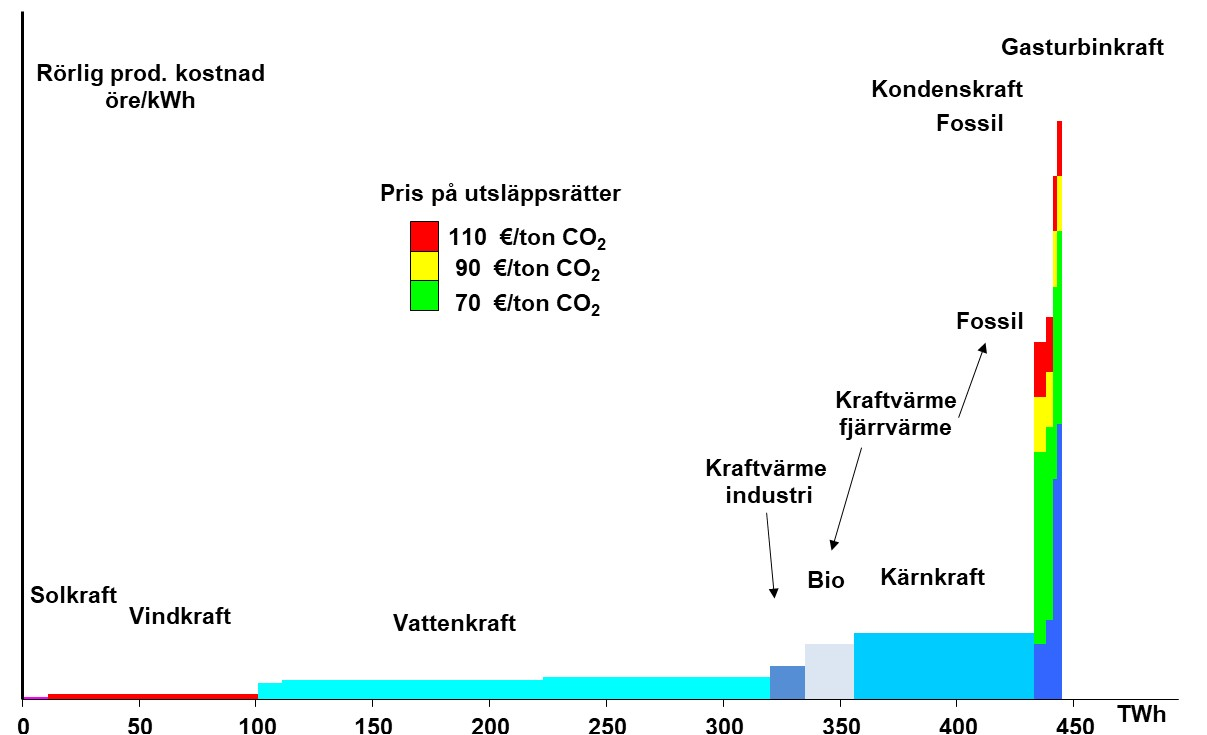 Gasturbinkraft
Rörlig prod. kostnad
öre/kWh
Kondenskraft
Fossil
Pris på utsläppsrätter
110 €/ton CO₂
90 €/ton CO₂
70 €/ton CO₂
Fossil
Kraftvärme
fjärrvärme
Kraftvärme
industri
Bio
Kärnkraft
Solkraft
Vindkraft
Vattenkraft
0 50 100 150 200 250 300 350 400 450 TWh